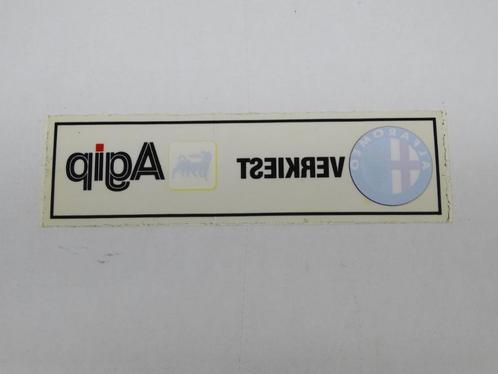 ALFA ROMEO VERKIEST Agip